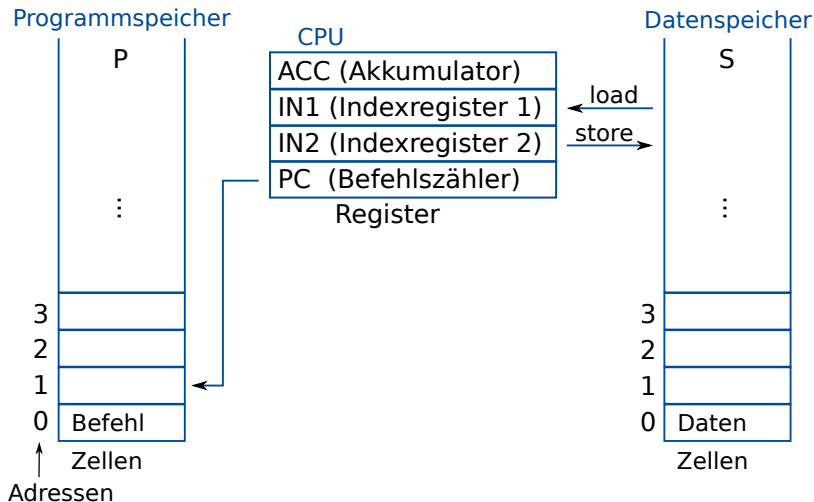 Programmspeicher
P
...
3
2
1
0 Befehl
Zellen
Adressen
CPU
ACC (Akkumulator)
IN1 (Indexregister 1)
IN2 (Indexregister 2)
PC (Befehlszähler)
Register
load
store
Datenspeicher
S
...
3
2
1
0 Daten
Zellen